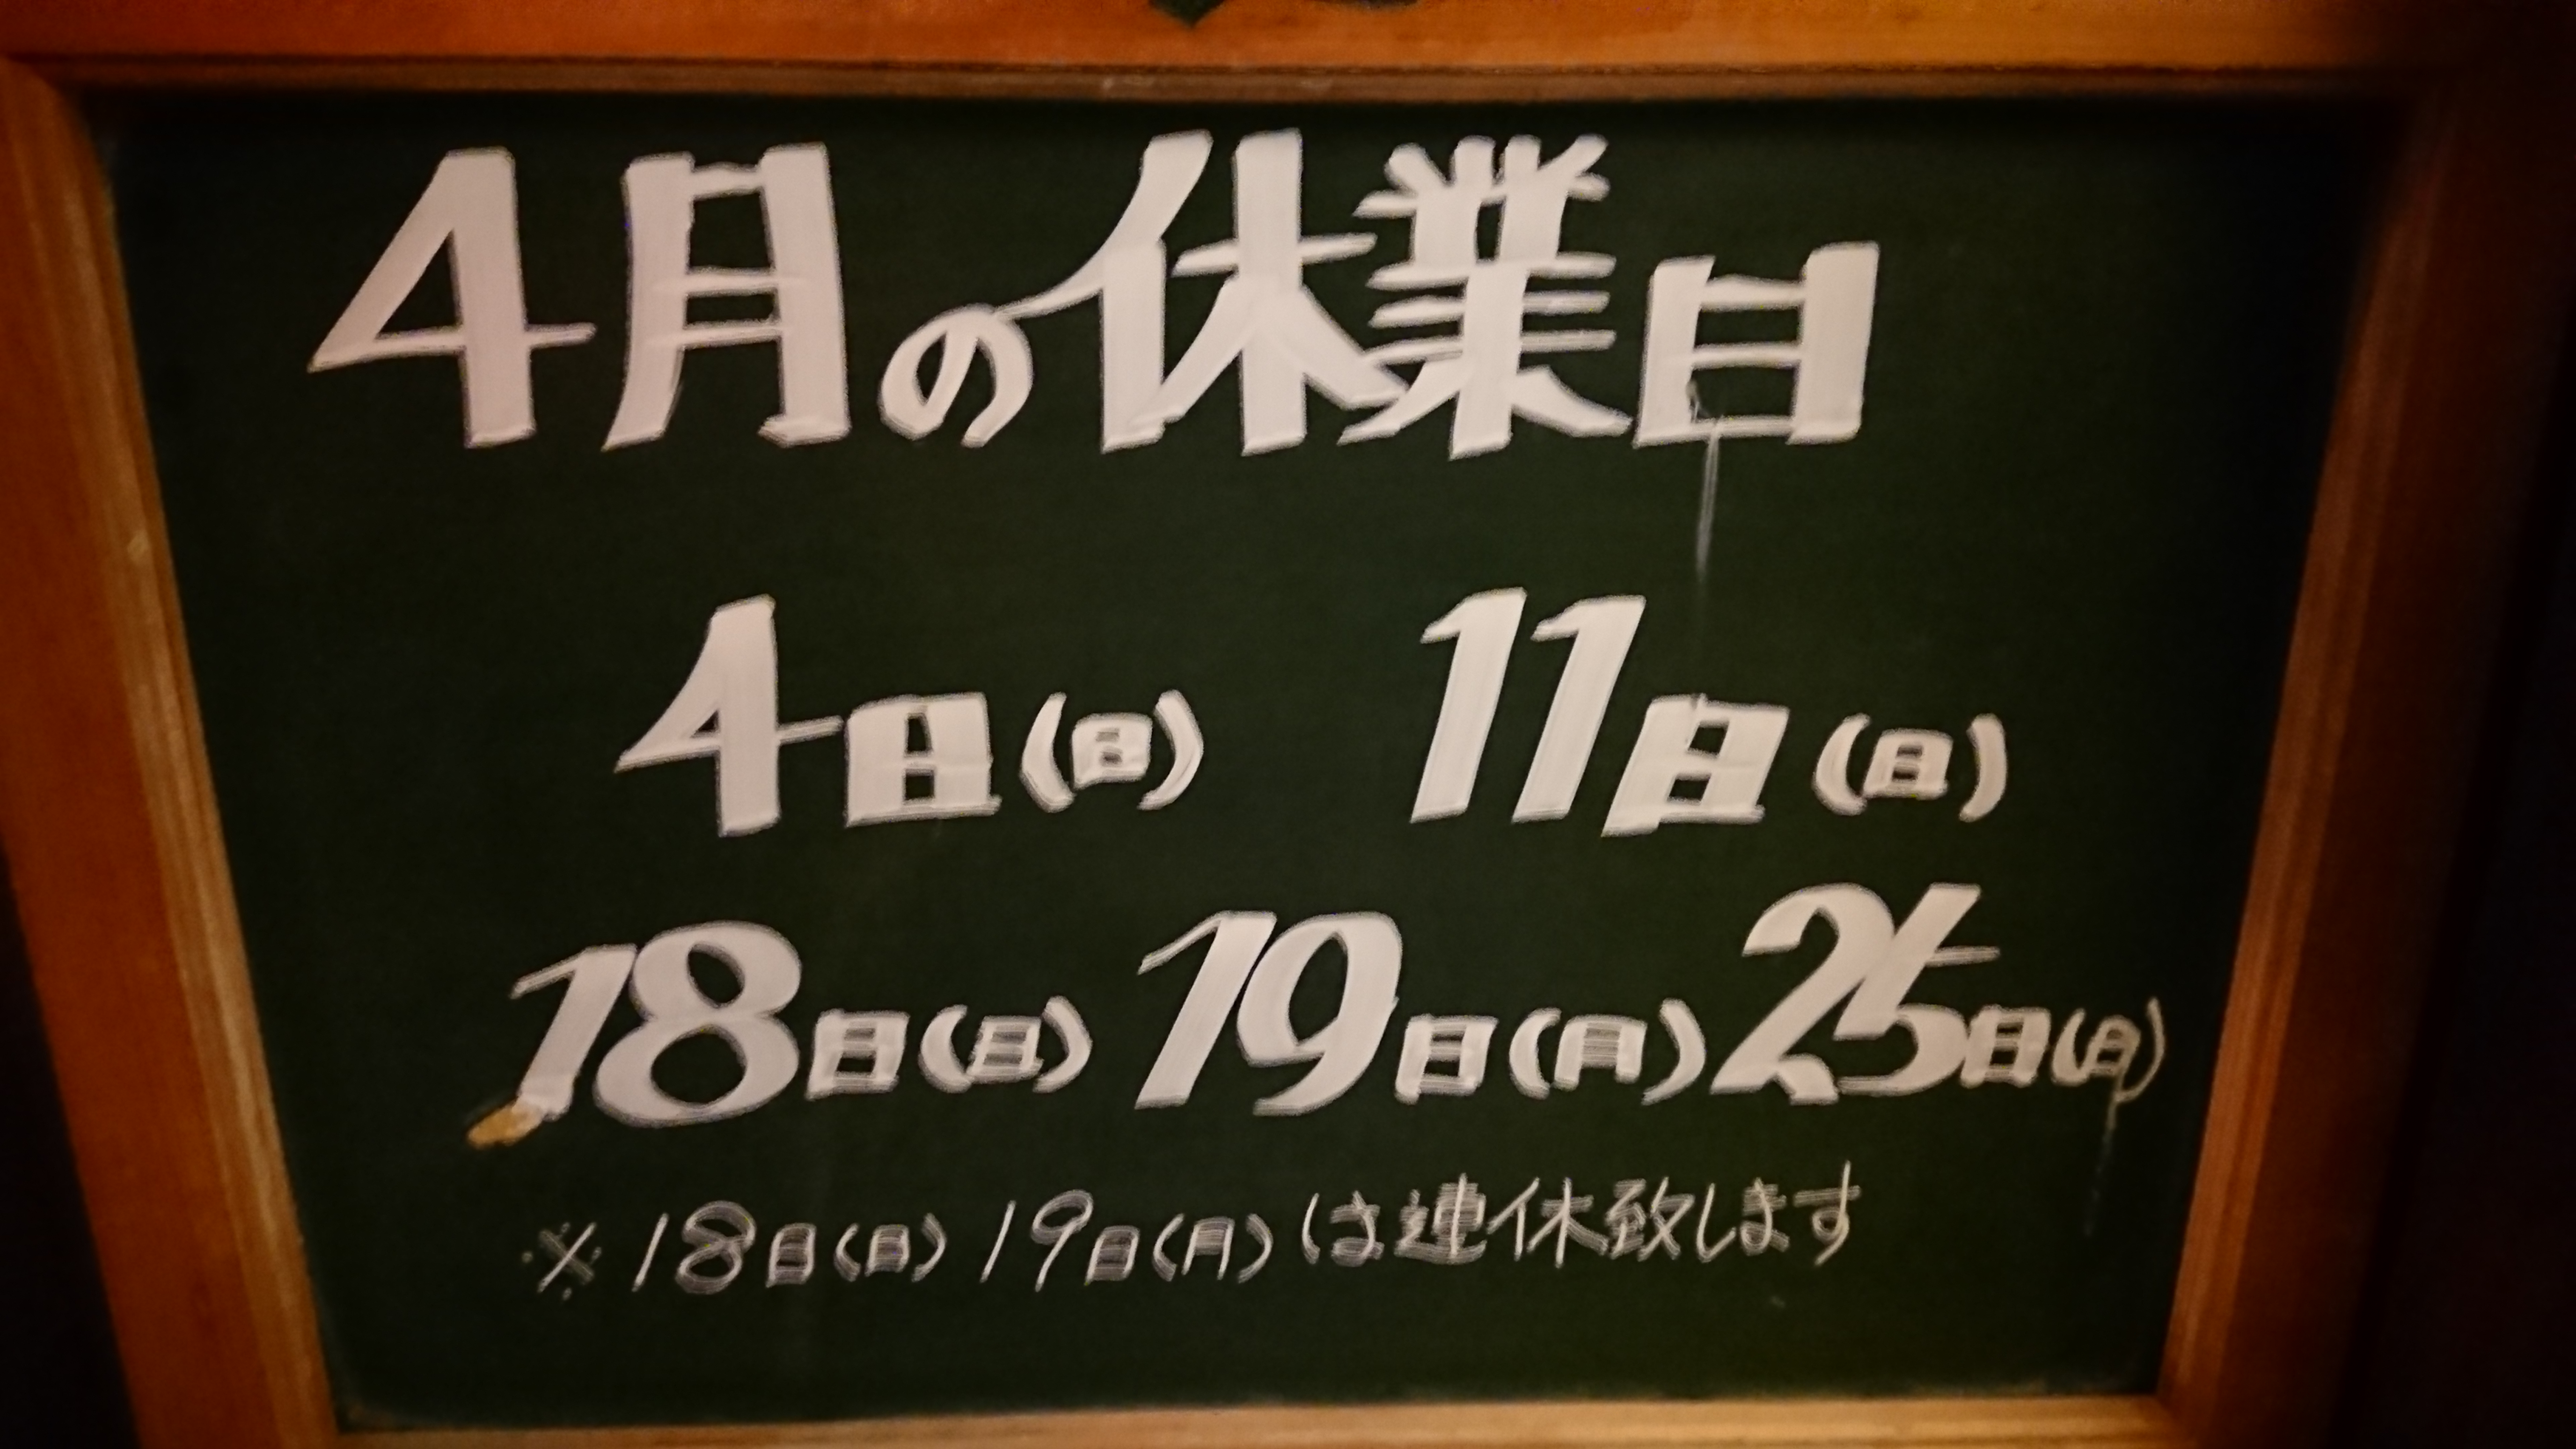 4月の休業日
4日(日) 11日(日)
18日(日) 19日(月) 25日(日)
※18日(日) 19日(月) は連休致します